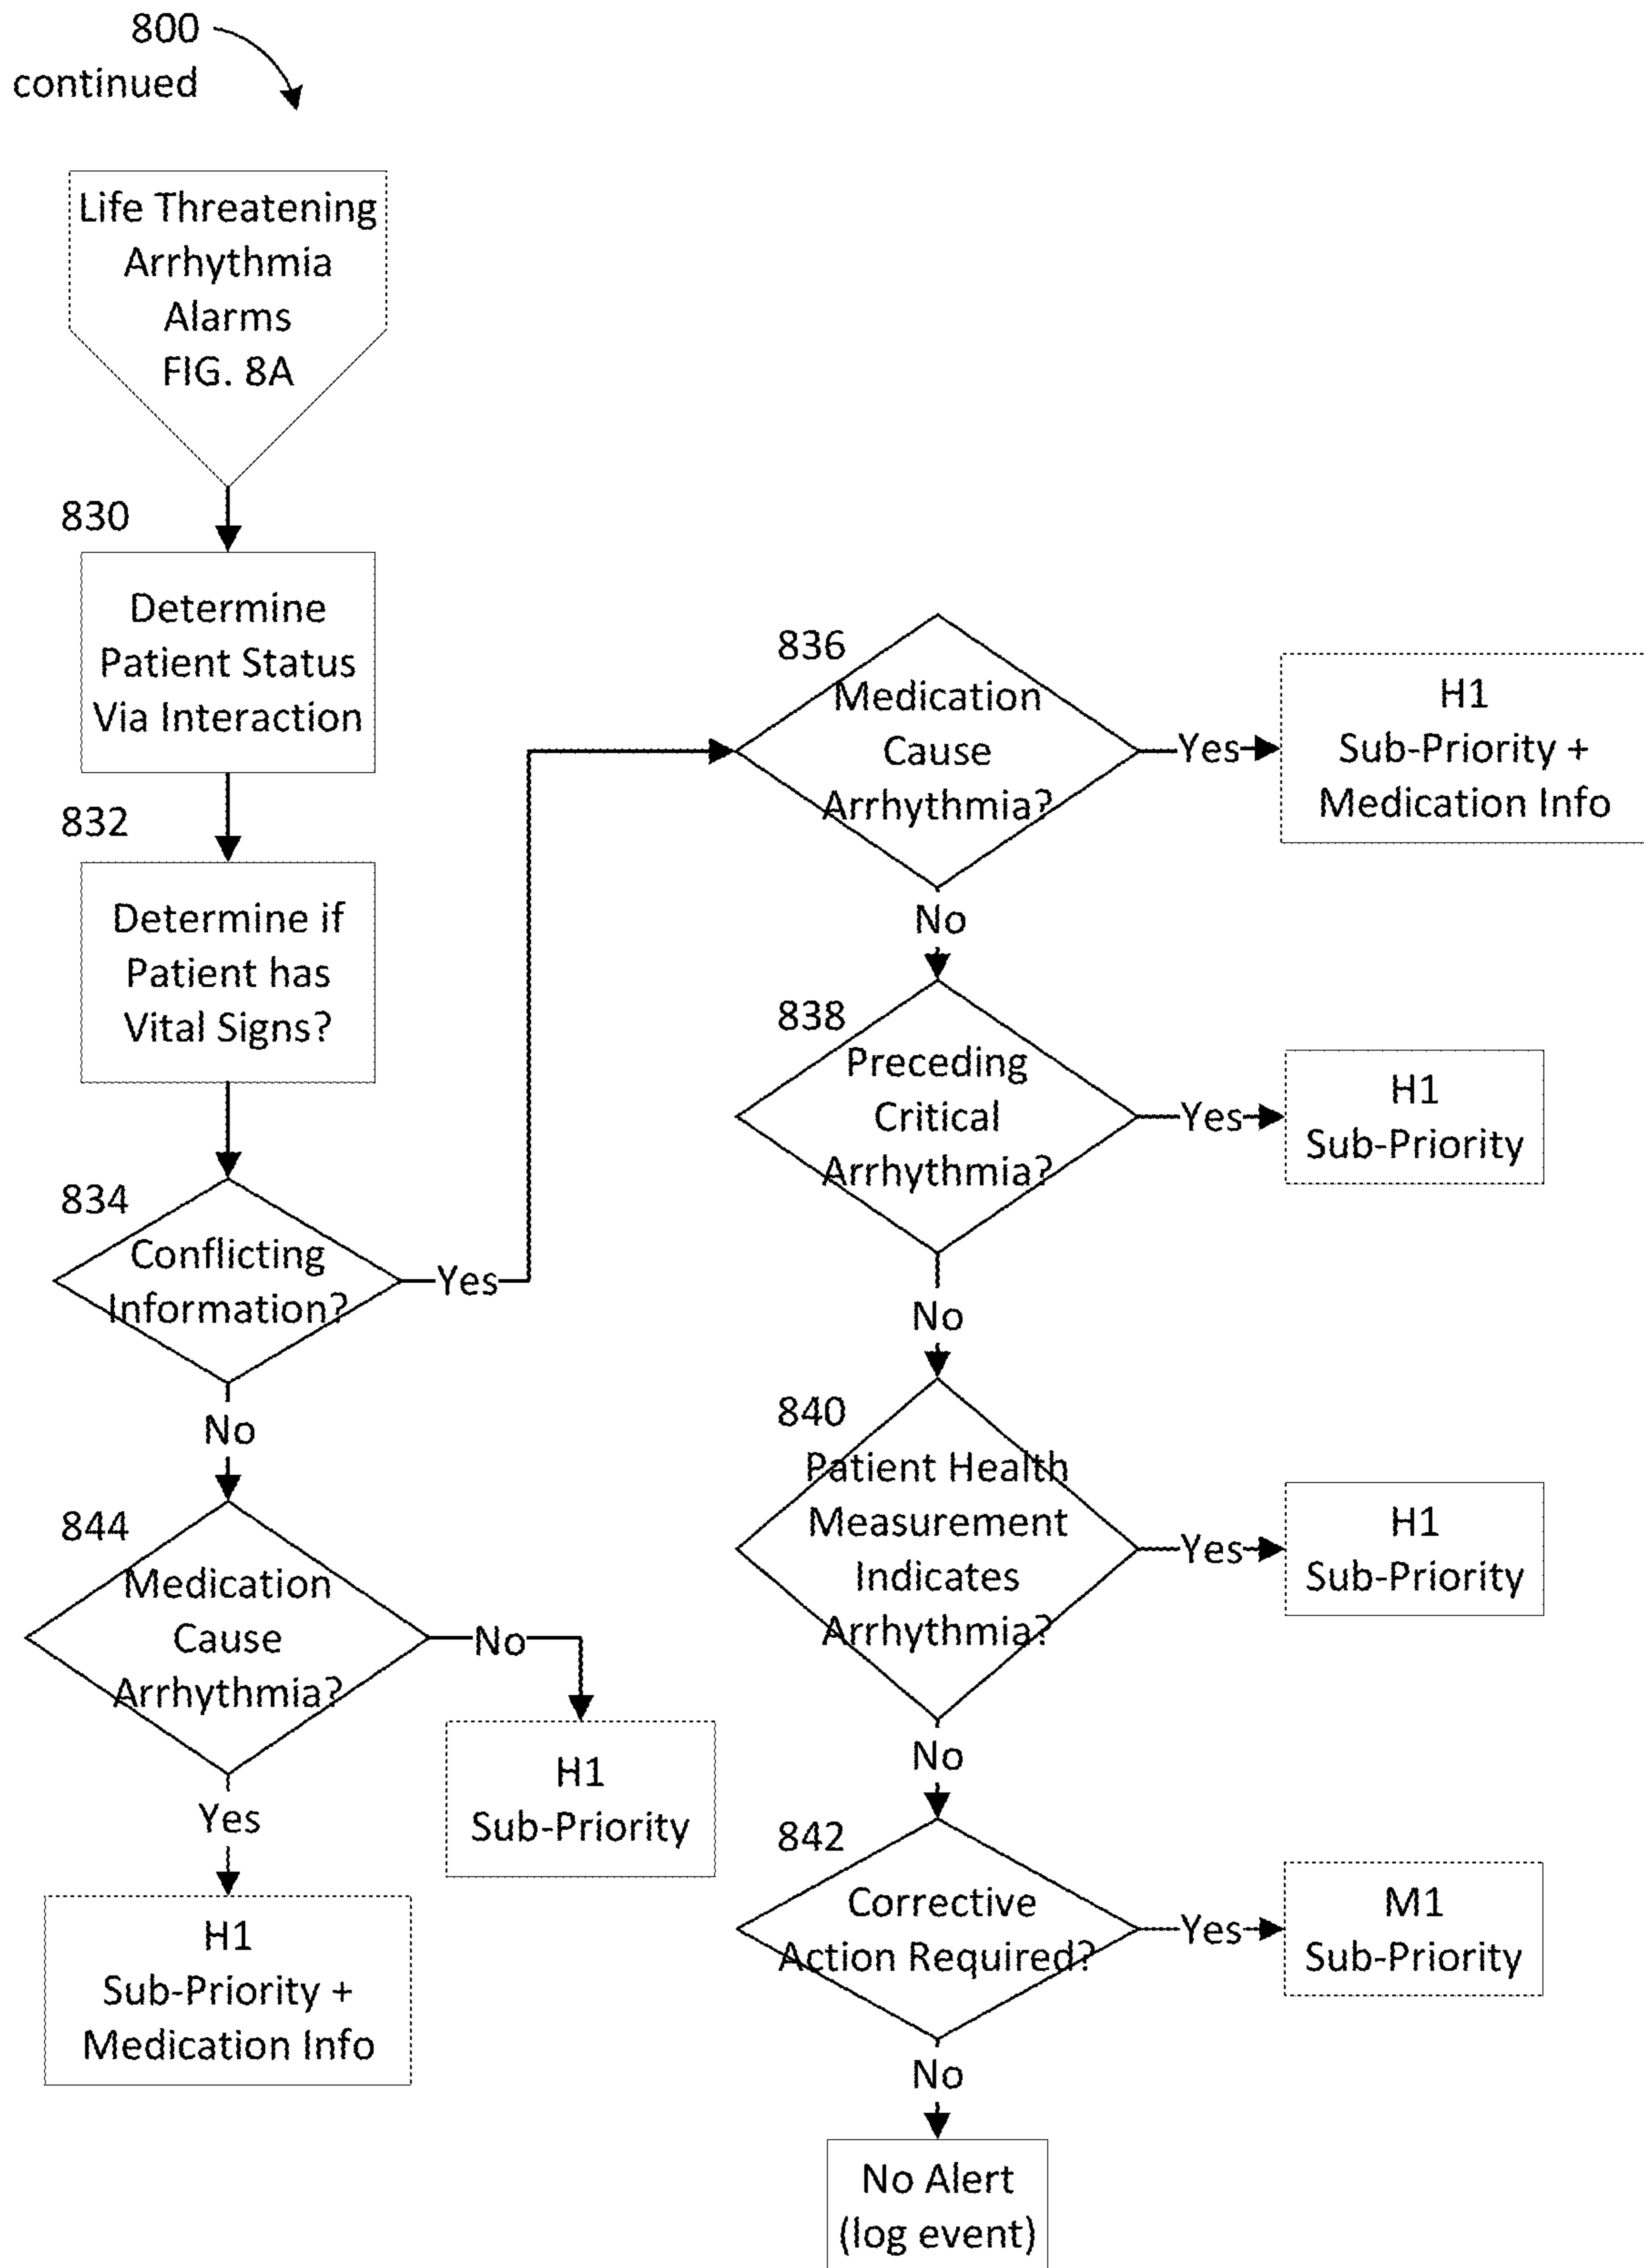 800
continued
Life Threatening
Arrhythmia
Alarms
FIG. 8A
830
Determine
Patient Status
Via Interaction
832
Determine if
Patient has
Vital Signs?
834
Conflicting
Information?
Yes
No
844
Medication
Cause
Arrhythmia?
No
H1
Sub-Priority
Yes
H1
Sub-Priority +
Medication Info
836
Medication
Cause
Arrhythmia?
Yes
H1
Sub-Priority +
Medication Info
No
838
Preceding
Critical
Arrhythmia?
Yes
H1
Sub-Priority
No
840
Patient Health
Measurement
Indicates
Arrhythmia?
Yes
H1
Sub-Priority
No
842
Corrective
Action Required?
Yes
M1
Sub-Priority
No
No Alert
(log event)